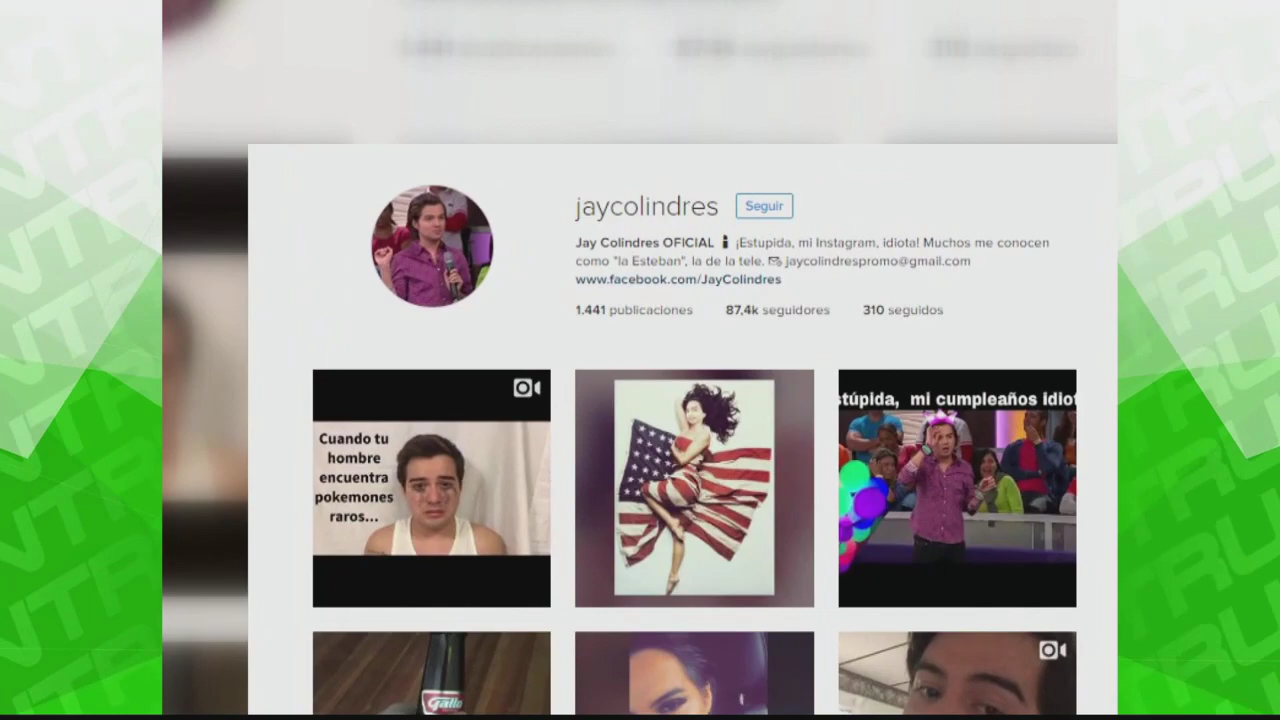 jaycolindres Seguir
Jay Colindres OFICIAL ¡Estupida, mi Instagram, idiota! Muchos me conocen
como "la Esteban", la de la tele. jaycolindrespromo@gmail.com
www.facebook.com/JayColindres
1.441 publicaciones 87,4k seguidores 310 seguidos
Cuando tu
hombre
encuentra
pokemones
raros...
stúpida, mi cumpleaños idiot
Gallo